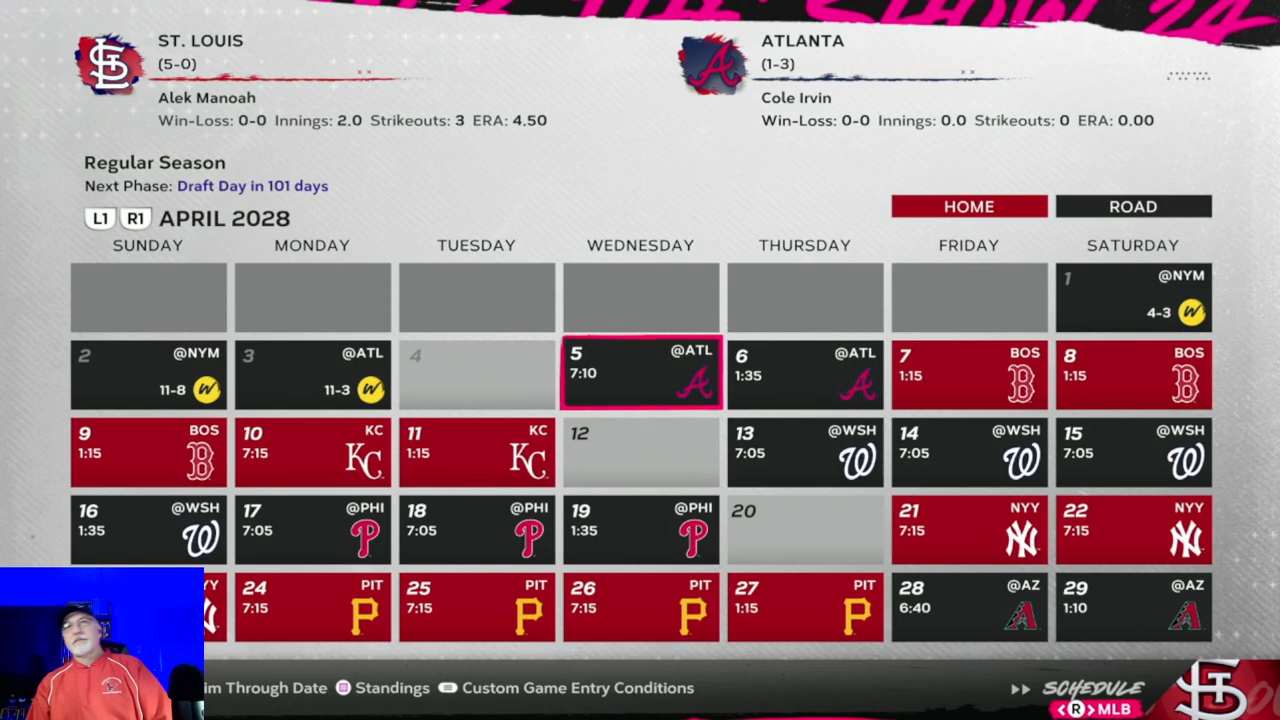 THE SHOW 24
ST. LOUIS
(5-0)
Alek Manoah
Win-Loss: 0-0 Innings: 2.0 Strikeouts: 3 ERA: 4.50
ATLANTA
(1-3)
Cole Irvin
Win-Loss: 0-0 Innings: 0.0 Strikeouts: 0 ERA: 0.00
Regular Season
Next Phase: Draft Day in 101 days
L1 R1 APRIL 2028
HOME ROAD
SUNDAY MONDAY TUESDAY WEDNESDAY THURSDAY FRIDAY SATURDAY
1 @NYM
4-3 W
2 @NYM 3 @ATL 4 5 @ATL 6 @ATL 7 BOS 8 BOS
11-8 W 11-3 W 7:10 A 1:35 A 1:15 B 1:15 B
9 BOS 10 KC 11 KC 12 13 @WSH 14 @WSH 15 @WSH
1:15 B 7:15 KC 1:15 KC 7:05 W 7:05 W 7:05 W
16 @WSH 17 @PHI 18 @PHI 19 @PHI 20 21 NYY 22 NYY
1:35 W 7:05 P 7:05 P 1:35 P 7:15 NY 7:15 NY
24 PIT 25 PIT 26 PIT 27 PIT 28 @AZ 29 @AZ
7:15 P 7:15 P 7:15 P 1:15 P 6:40 A 1:10 A
im Through Date Standings Custom Game Entry Conditions
SCHEDULE
R MLB